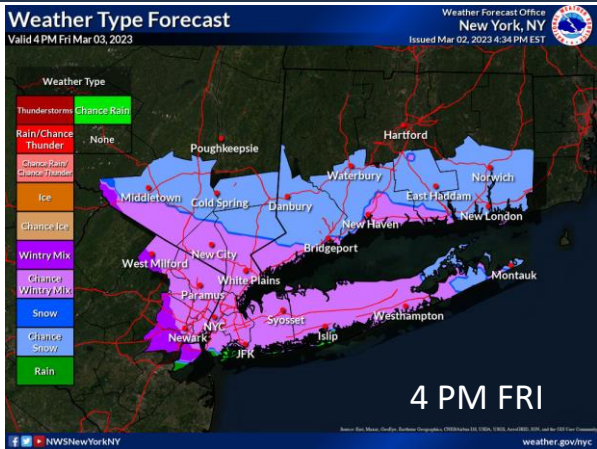 Weather Type Forecast
Valid 4 PM Fri Mar 03, 2023
Weather Forecast Office
New York, NY
Issued Mar 02, 2023 4:34 PM EST
Weather Type
Thunderstorms
Chance Rain
Rain/Chance
Thunder
None
Chance Rain/
Chance Thunder
Ice
Chance Ice
Wintry Mix
Chance
Wintry Mix
Snow
Chance
Snow
Rain
Hartford
Poughkeepsie
Waterbury
Norwich
Middletown
Cold Spring
Danbury
East Haddam
New Haven
New London
Bridgeport
New City
West Milford
White Plains
Montauk
Paramus
NYC
Syosset
Westhampton
Newark
Islip
JFK
4 PM FRI
NWSNewYorkNY
weather.gov/nyc